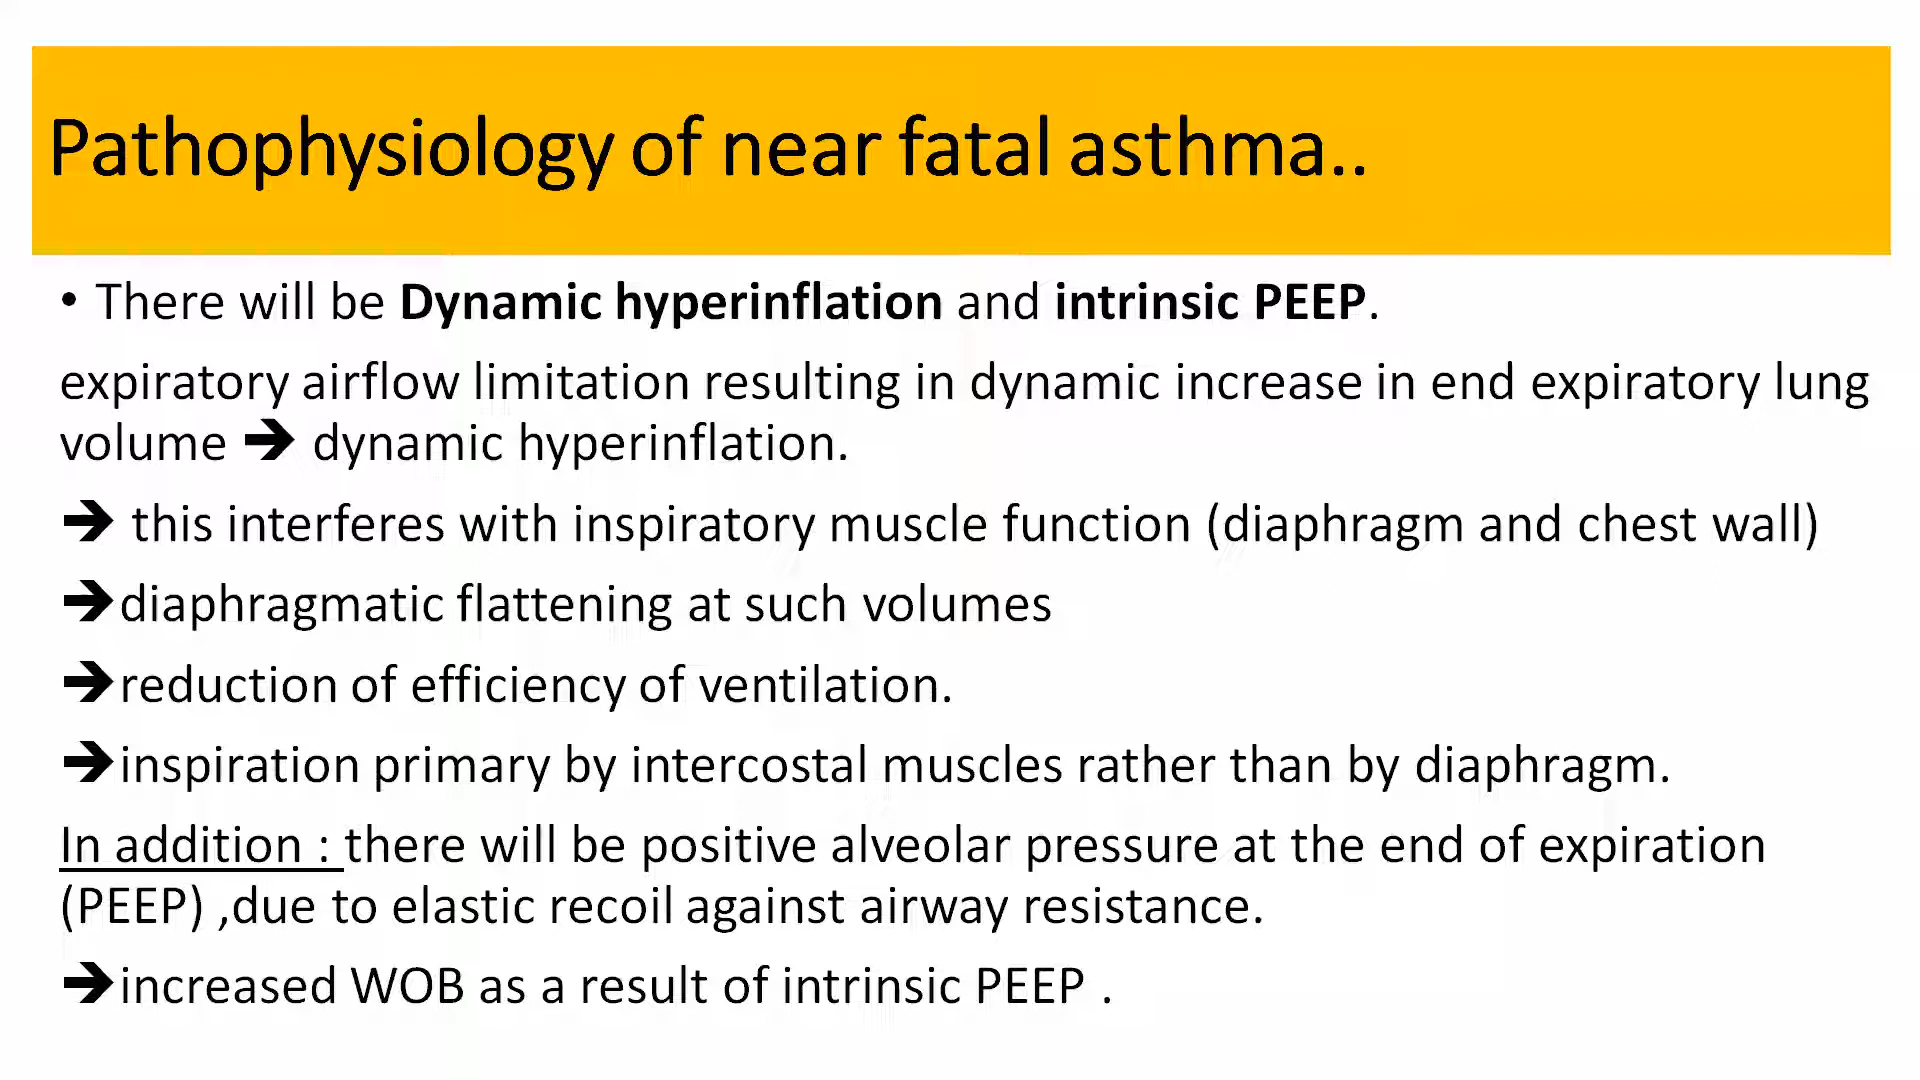 Pathophysiology of near fatal asthma..
• There will be Dynamic hyperinflation and intrinsic PEEP.
expiratory airflow limitation resulting in dynamic increase in end expiratory lung
volume 🡺 dynamic hyperinflation.
🡺 this interferes with inspiratory muscle function (diaphragm and chest wall)
🡺diaphragmatic flattening at such volumes
🡺reduction of efficiency of ventilation.
🡺inspiration primary by intercostal muscles rather than by diaphragm.
In addition : there will be positive alveolar pressure at the end of expiration
(PEEP) ,due to elastic recoil against airway resistance.
🡺increased WOB as a result of intrinsic PEEP .